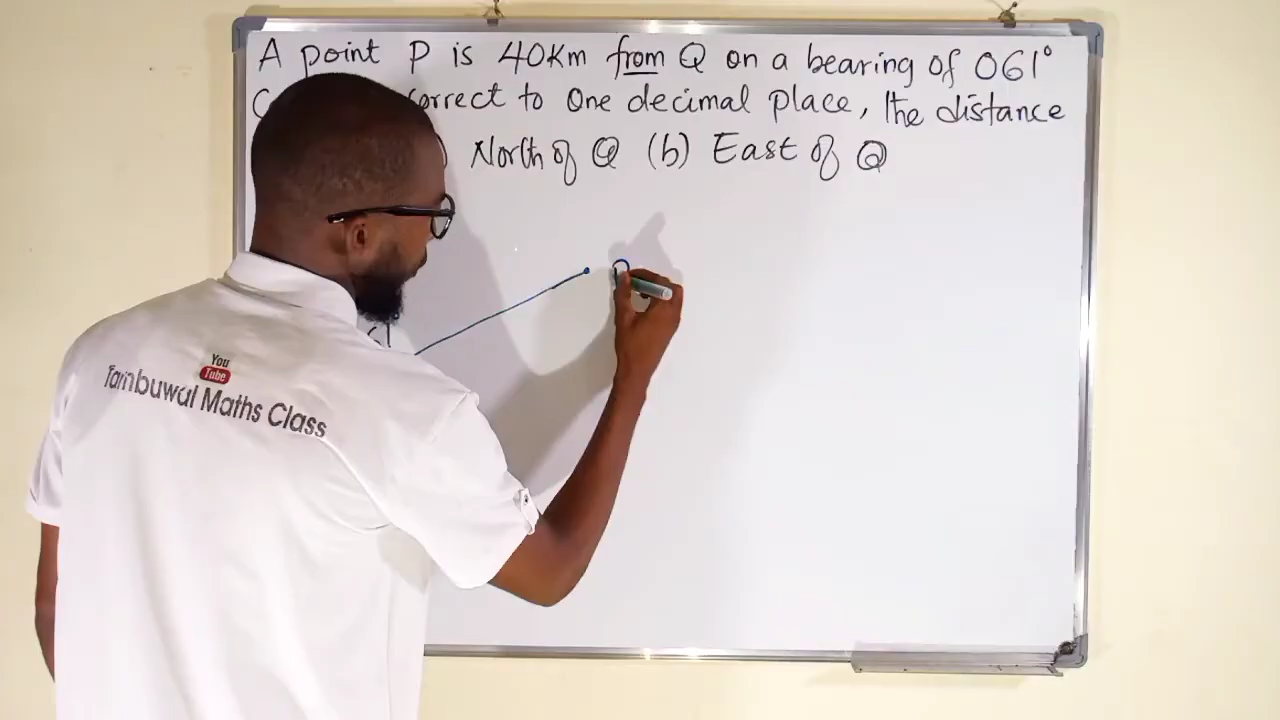 A point P is 40Km from Q on a bearing of 061°
correct to One decimal place, the distance
North of Q (b) East of Q
61
P
You
Tube
Tambuwal Maths Class